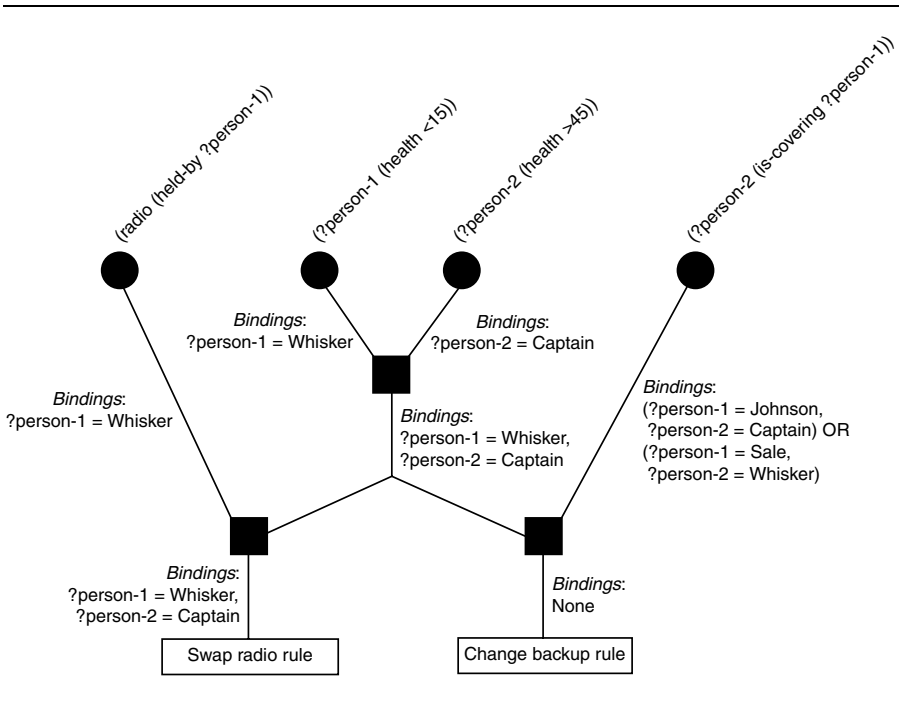 (radio (held-by ?person-1))
(?person-1 (health <15))
(?person-2 (health >45))
(?person-2 (is-covering ?person-1))
Bindings:
?person-1 = Whisker
Bindings:
?person-2 = Captain
Bindings:
?person-1 = Whisker
Bindings:
?person-1 = Whisker,
?person-2 = Captain
Bindings:
(?person-1 = Johnson,
?person-2 = Captain) OR
(?person-1 = Sale,
?person-2 = Whisker)
Bindings:
?person-1 = Whisker,
?person-2 = Captain
Bindings:
None
Swap radio rule
Change backup rule